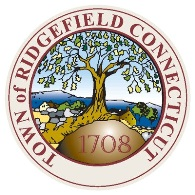 TOWN of RIDGEFIELD CONNECTICUT
1708